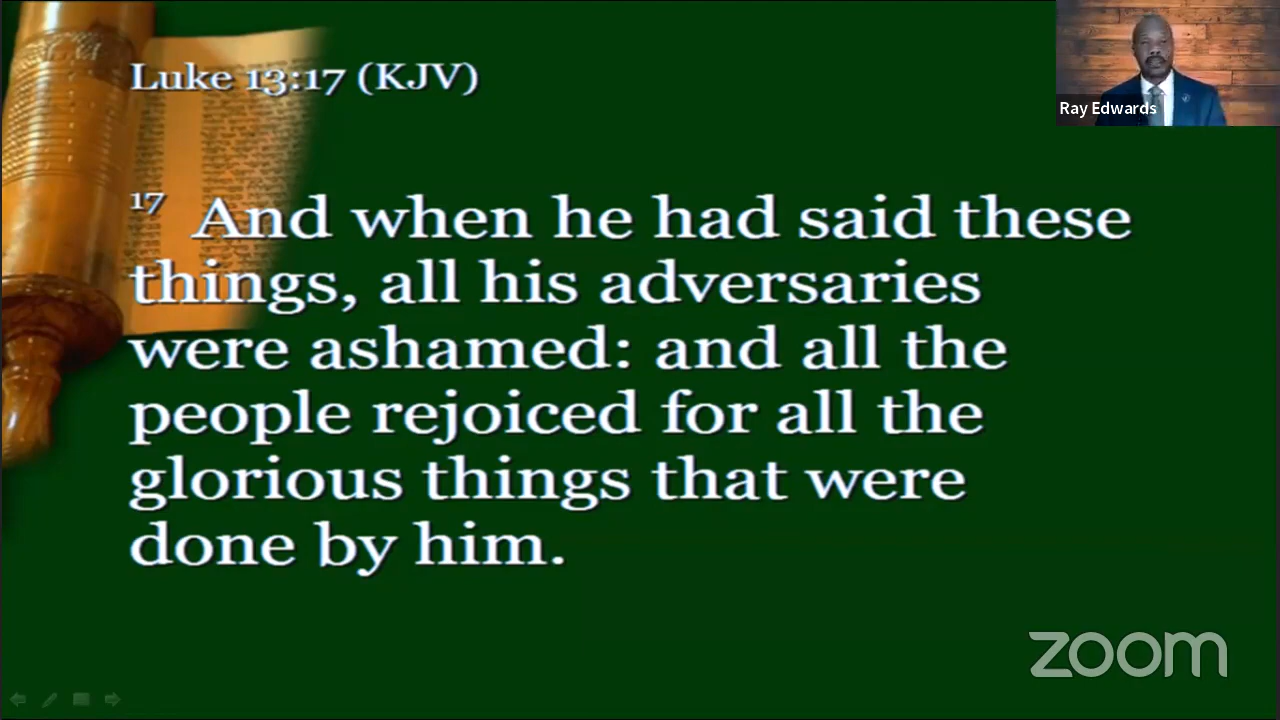 Luke 13:17 (KJV)
Ray Edwards
17 And when he had said these
things, all his adversaries
were ashamed: and all the
people rejoiced for all the
glorious things that were
done by him.
zoom